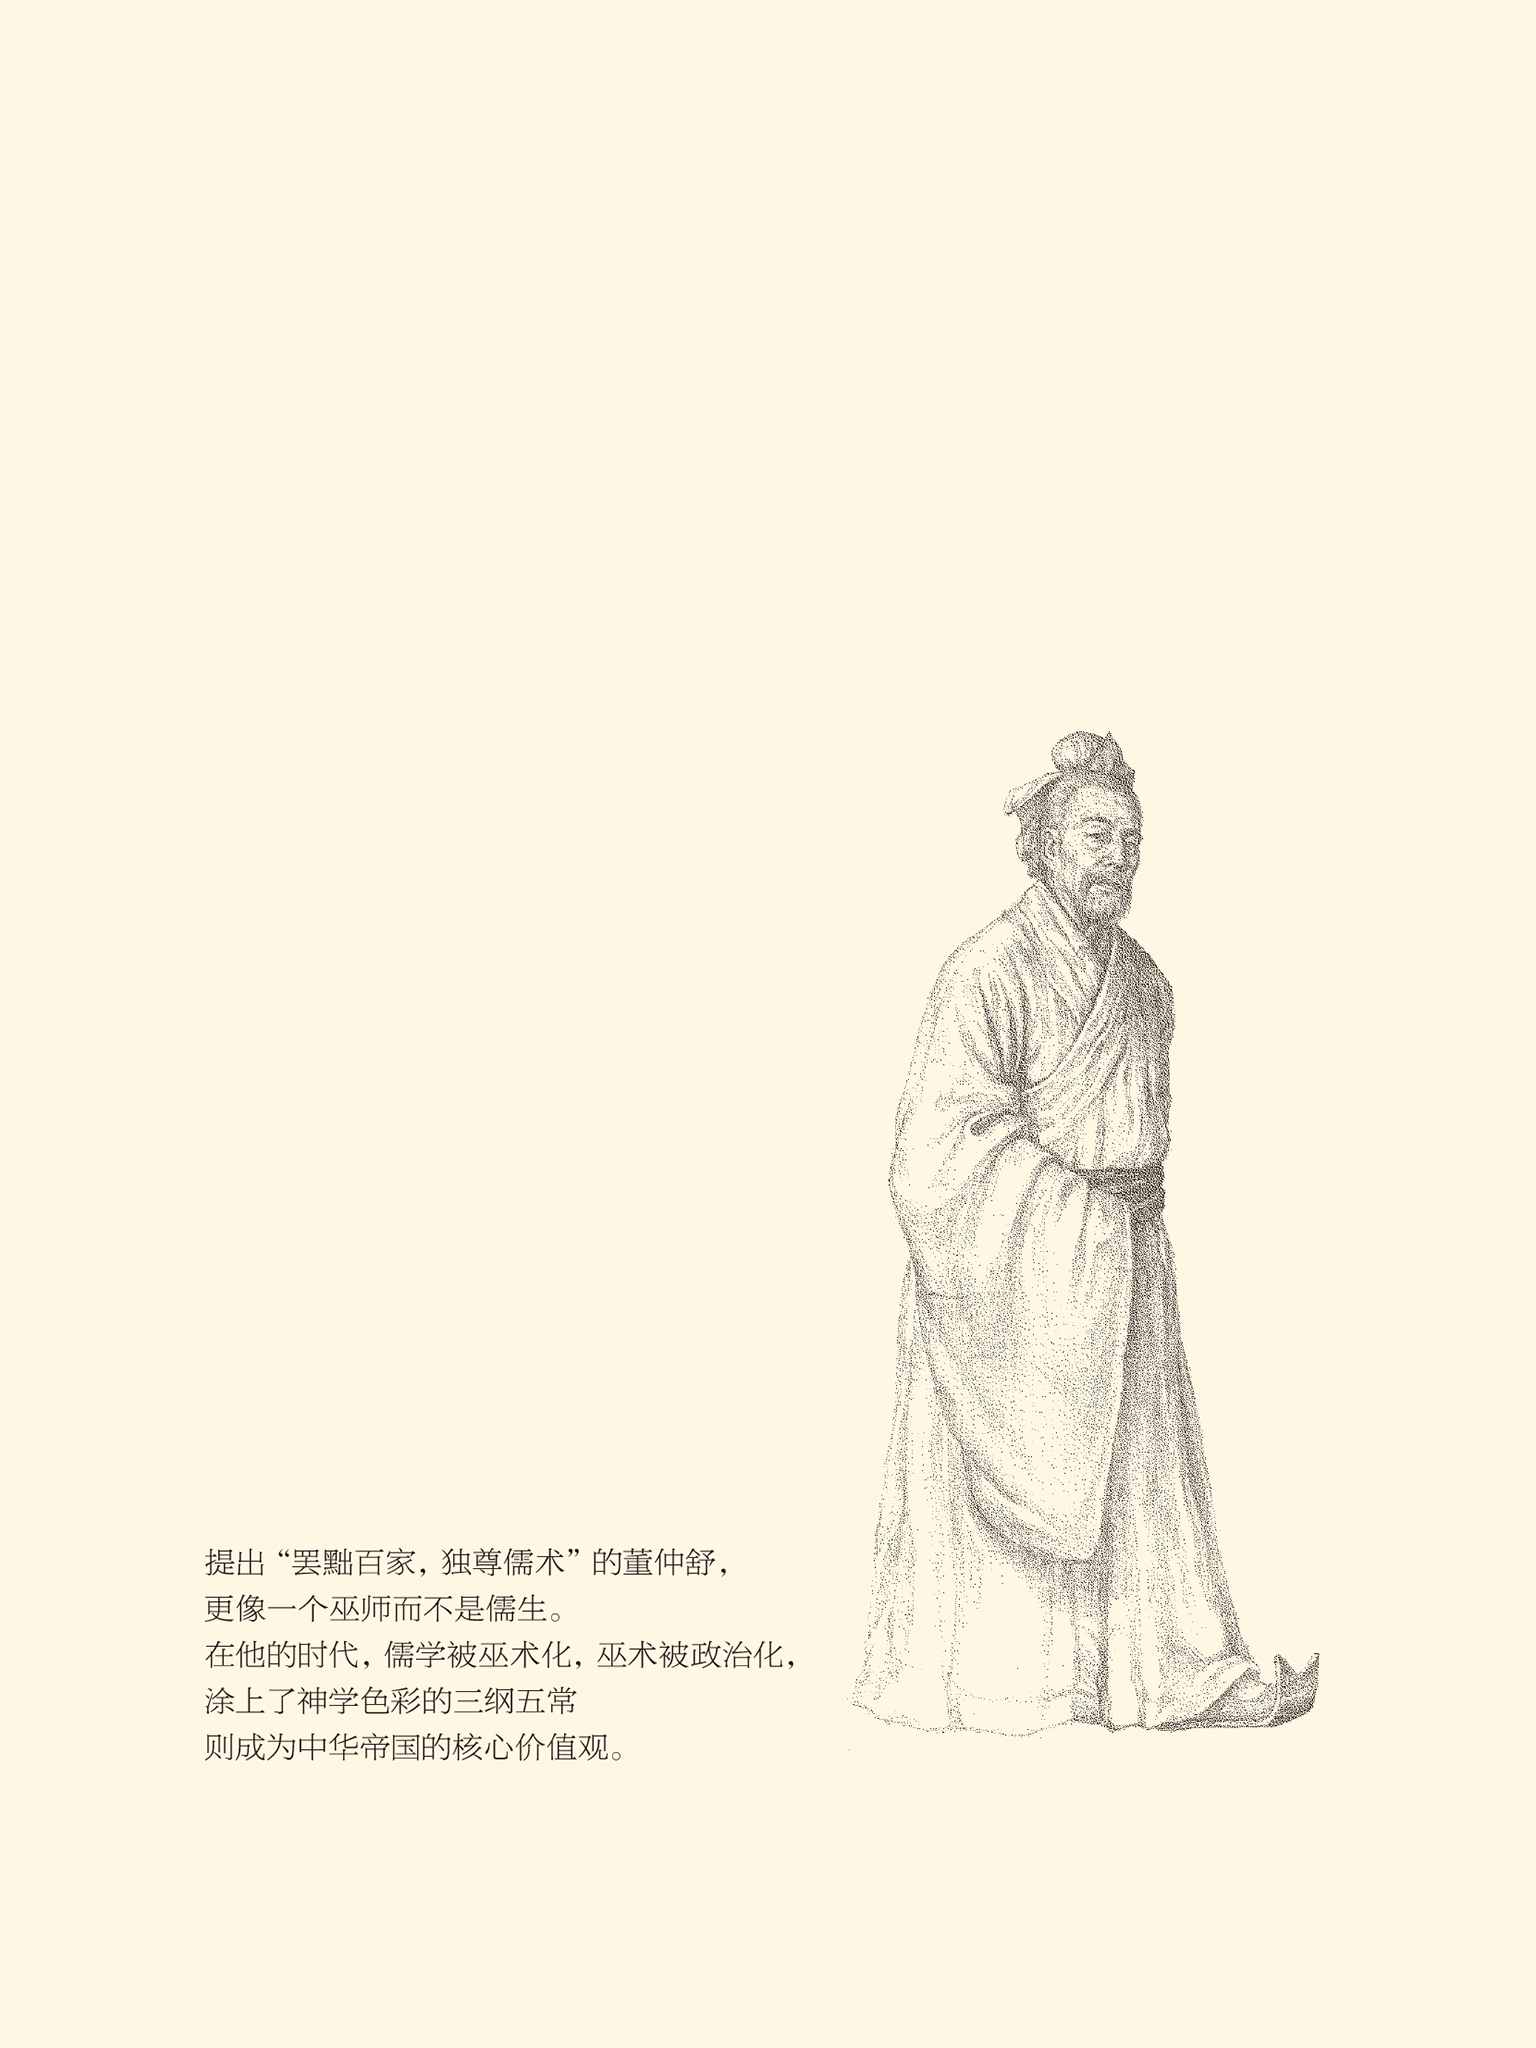 提出“罢黜百家，独尊儒术”的董仲舒，
更像一个巫师而不是儒生。
在他的时代，儒学被巫术化，巫术被政治化，
涂上了神学色彩的三纲五常
则成为中华帝国的核心价值观。